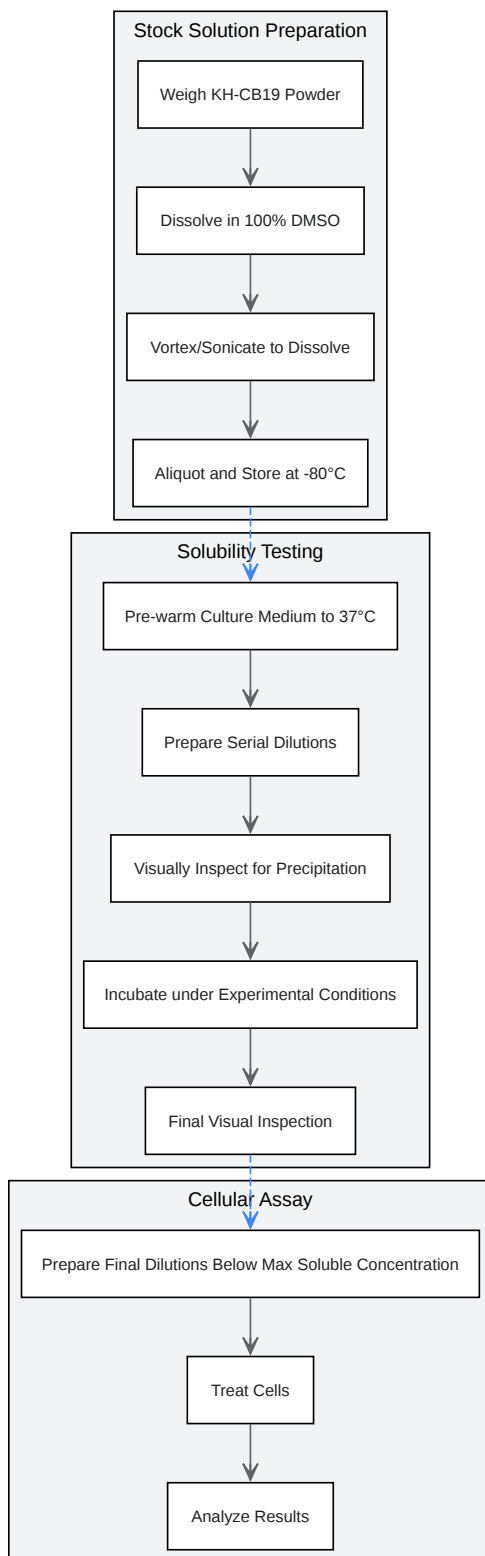 Stock Solution Preparation
Weigh KH-CB19 Powder
Dissolve in 100% DMSO
Vortex/Sonicate to Dissolve
Aliquot and Store at -80°C
Solubility Testing
Pre-warm Culture Medium to 37°C
Prepare Serial Dilutions
Visually Inspect for Precipitation
Incubate under Experimental Conditions
Final Visual Inspection
Cellular Assay
Prepare Final Dilutions Below Max Soluble Concentration
Treat Cells
Analyze Results